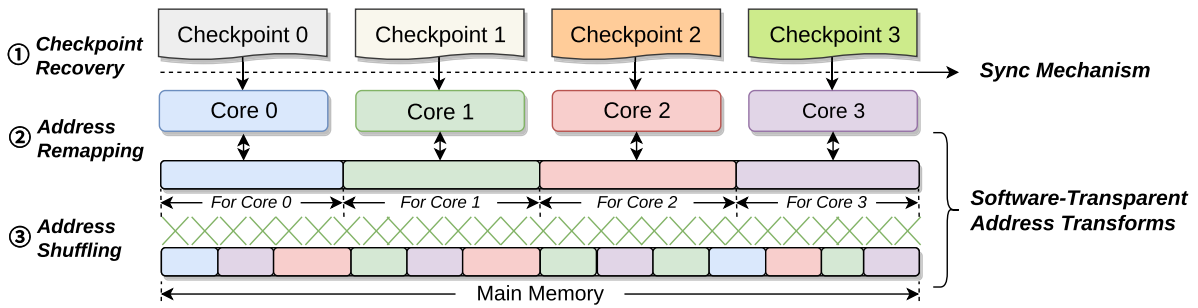 Checkpoint 0
Checkpoint 1
Checkpoint 2
Checkpoint 3
① Checkpoint
Recovery
Sync Mechanism
Core 0
Core 1
Core 2
Core 3
② Address
Remapping
For Core 0
For Core 1
For Core 2
For Core 3
Software-Transparent
Address Transforms
③ Address
Shuffling
Main Memory